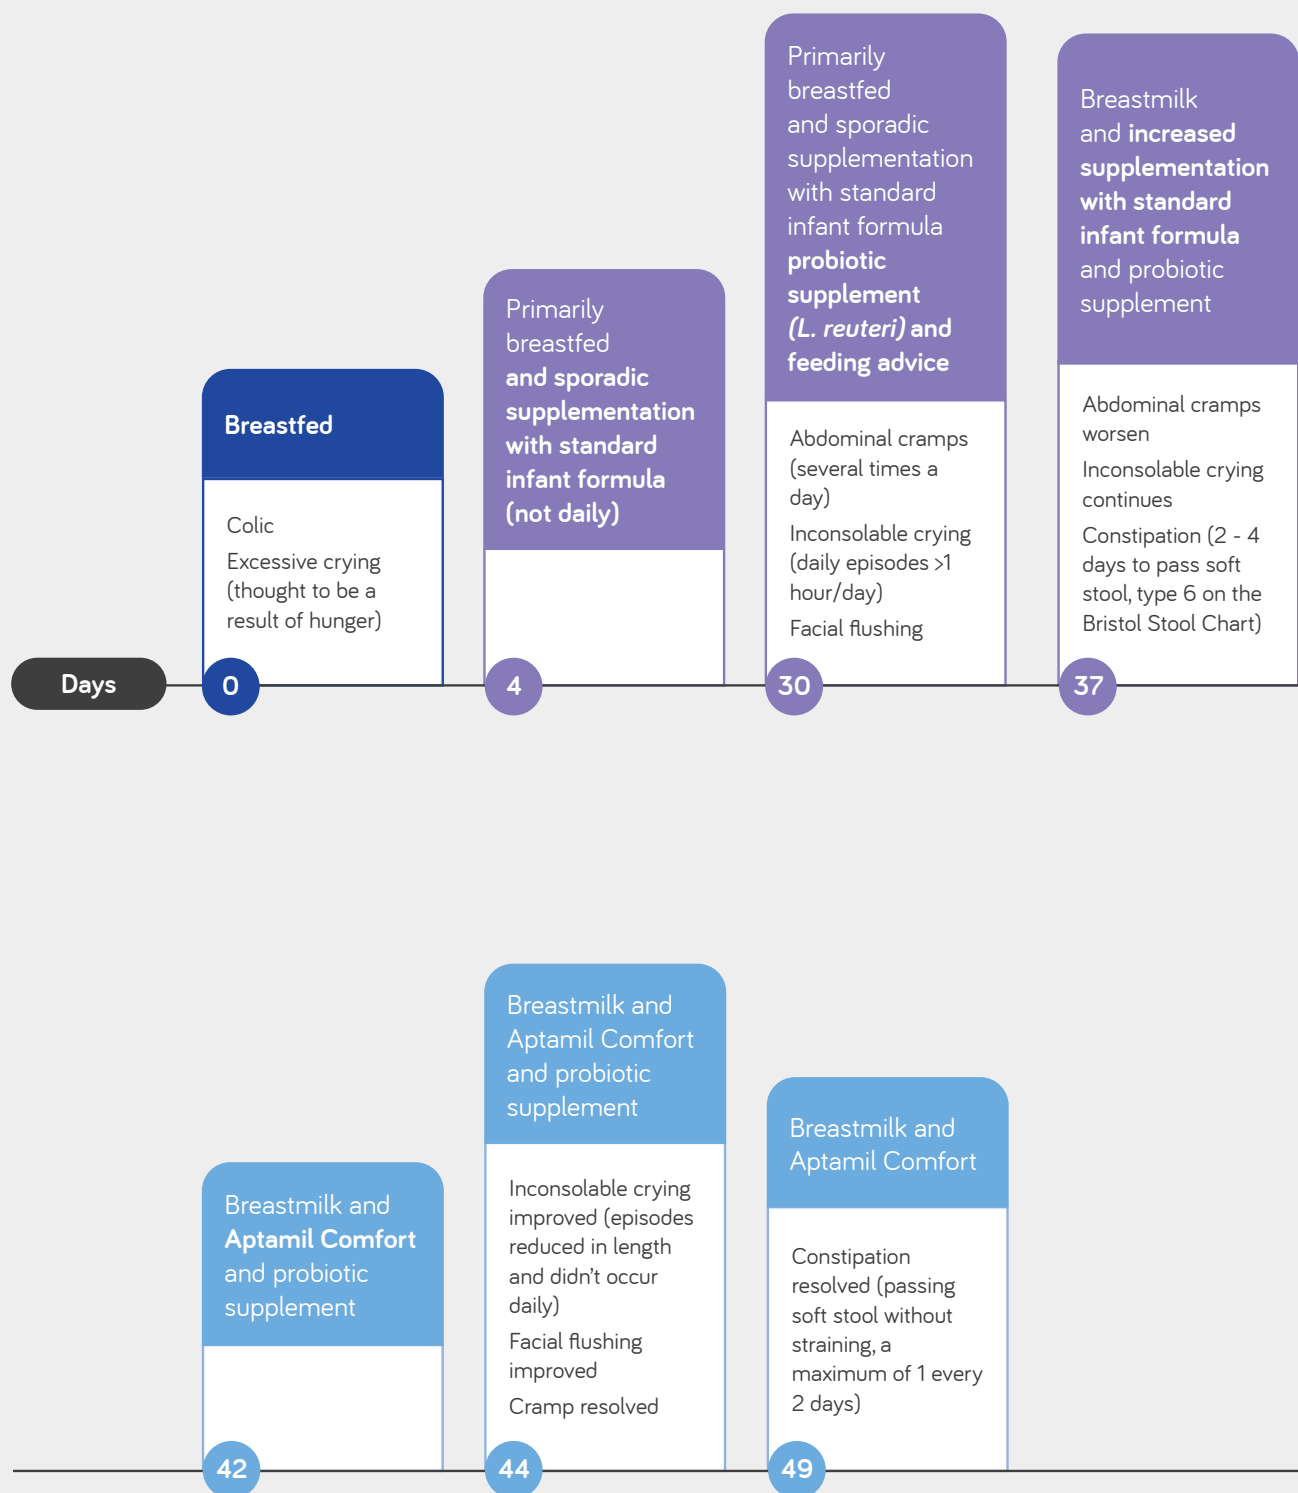 Breastfed
Colic
Excessive crying
(thought to be a
result of hunger)
Primarily
breastfed
and sporadic
supplementation
with standard
infant formula
(not daily)
Primarily
breastfed
and sporadic
supplementation
with standard
infant formula
probiotic
supplement
(L. reuteri) and
feeding advice
Abdominal cramps
(several times a
day)
Inconsolable crying
(daily episodes >1
hour/day)
Facial flushing
Breastmilk
and increased
supplementation
with standard
infant formula
and probiotic
supplement
Abdominal cramps
worsen
Inconsolable crying
continues
Constipation (2 - 4
days to pass soft
stool, type 6 on the
Bristol Stool Chart)
Days
0
4
30
37
Breastmilk and
Aptamil Comfort
and probiotic
supplement
Breastmilk and
Aptamil Comfort
and probiotic
supplement
Inconsolable crying
improved (episodes
reduced in length
and didn't occur
daily)
Facial flushing
improved
Cramp resolved
Breastmilk and
Aptamil Comfort
Constipation
resolved (passing
soft stool without
straining, a
maximum of 1 every
2 days)
42
44
49